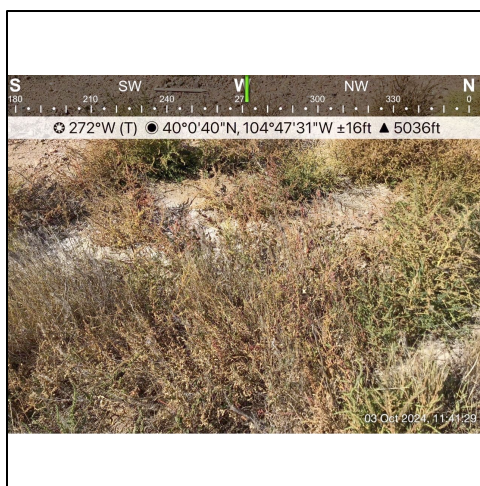 S SW W NW N
180 210 240 27 300 330 0
272°W (T) 40°0'40"N, 104°47'31"W ±16ft ▲ 5036ft
03 Oct 2024, 11:41:29